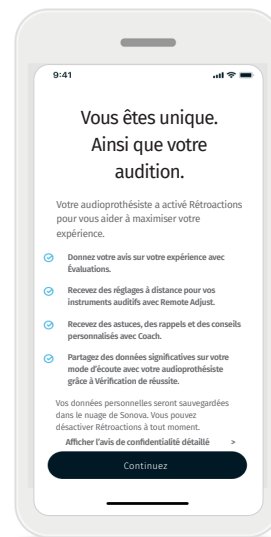 9:41
Vous êtes unique.
Ainsi que votre
audition.
Votre audioprothésiste a activé Rétroactions
pour vous aider à maximiser votre
expérience.
Donnez votre avis sur votre expérience avec
Évaluations.
Recevez des réglages à distance pour vos
instruments auditifs avec Remote Adjust.
Recevez des astuces, des rappels et des conseils
personnalisés avec Coach.
Partagez des données significatives sur votre
mode d'écoute avec votre audioprothésiste
grâce à Vérification de réussite.
Vos données personnelles seront sauvegardées
dans le nuage de Sonova. Vous pouvez
désactiver Rétroactions à tout moment.
Afficher l'avis de confidentialité détaillé >
Continuez